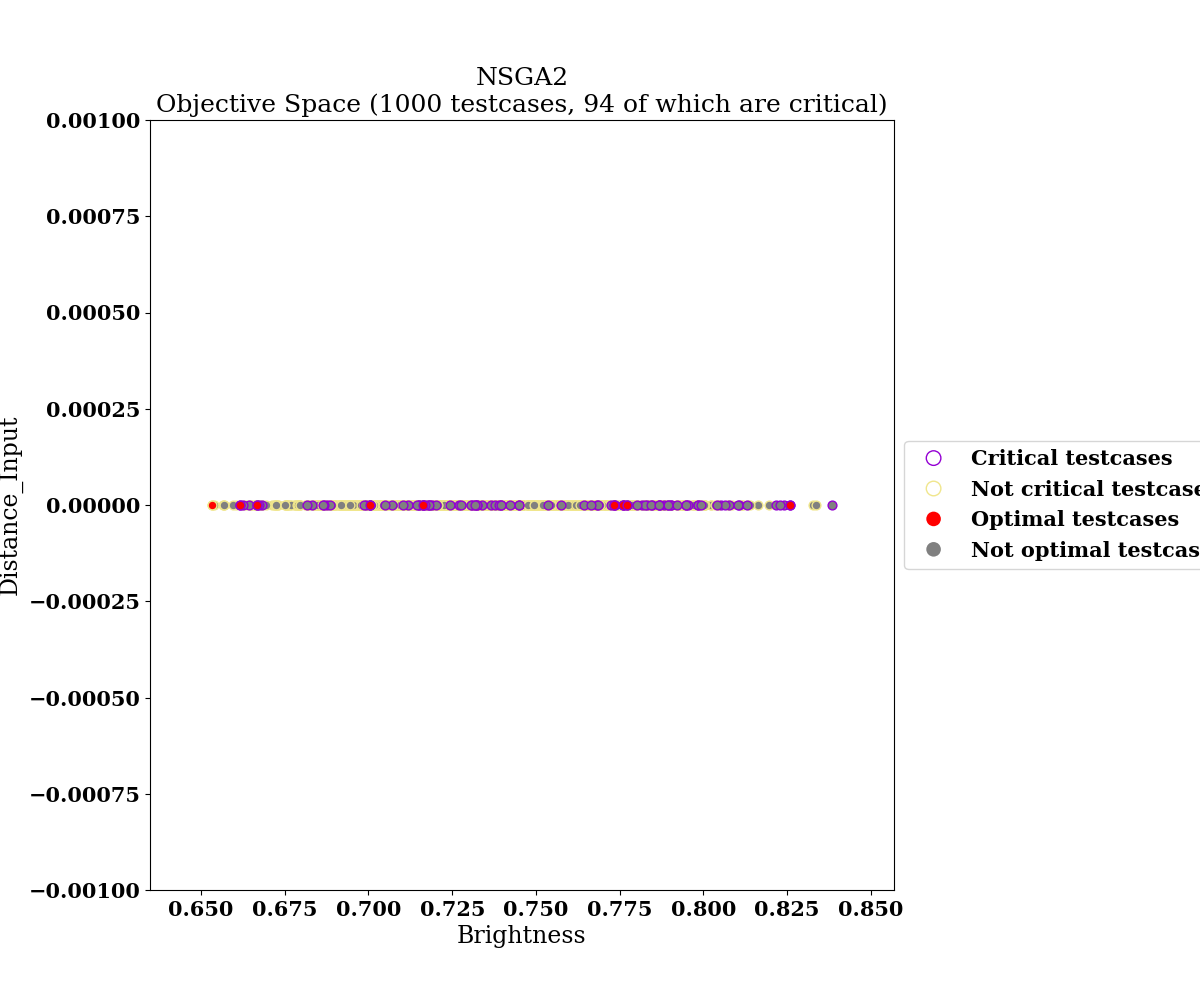 NSGA2
Objective Space (1000 testcases, 94 of which are critical)
0.00100
0.00075
0.00050
0.00025
0.00000
−0.00025
−0.00050
−0.00075
−0.00100
Distance_Input
0.650 0.675 0.700 0.725 0.750 0.775 0.800 0.825 0.850
Brightness
Critical testcases
Not critical testcase
Optimal testcases
Not optimal testcas